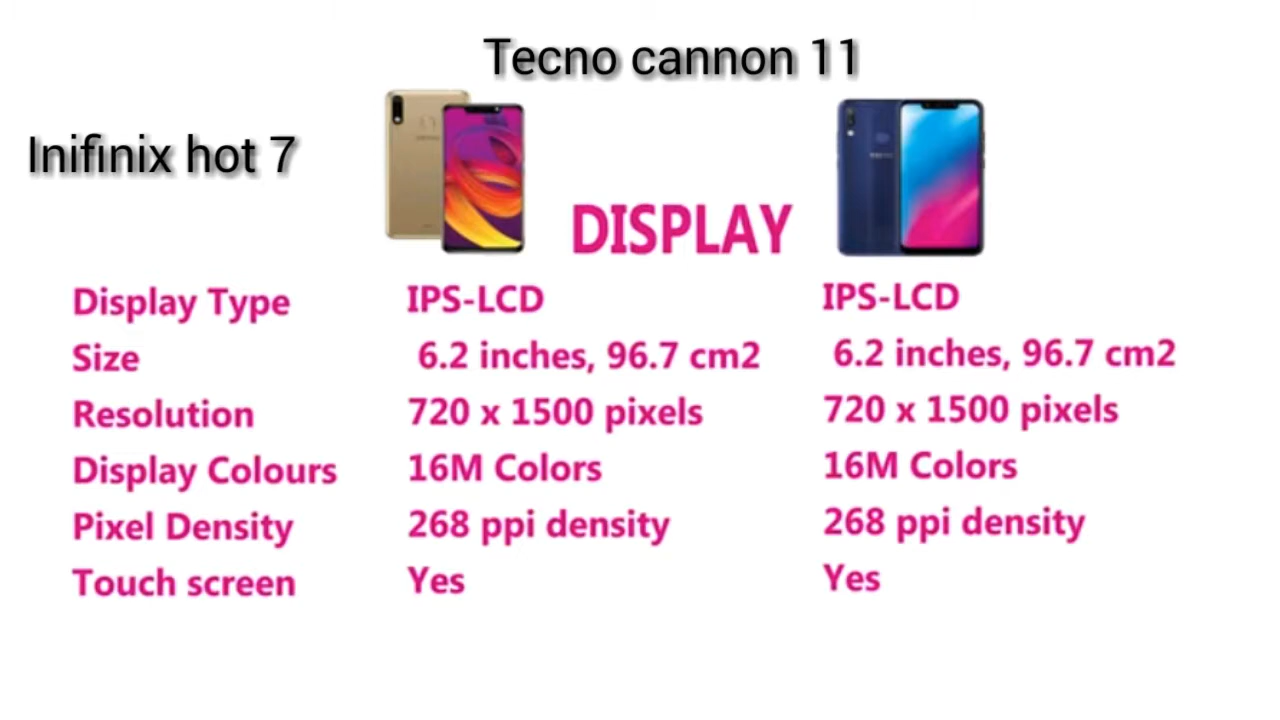 Tecno cannon 11
Inifinix hot 7
DISPLAY
Display Type IPS-LCD IPS-LCD
Size 6.2 inches, 96.7 cm2 6.2 inches, 96.7 cm2
Resolution 720 x 1500 pixels 720 x 1500 pixels
Display Colours 16M Colors 16M Colors
Pixel Density 268 ppi density 268 ppi density
Touch screen Yes Yes